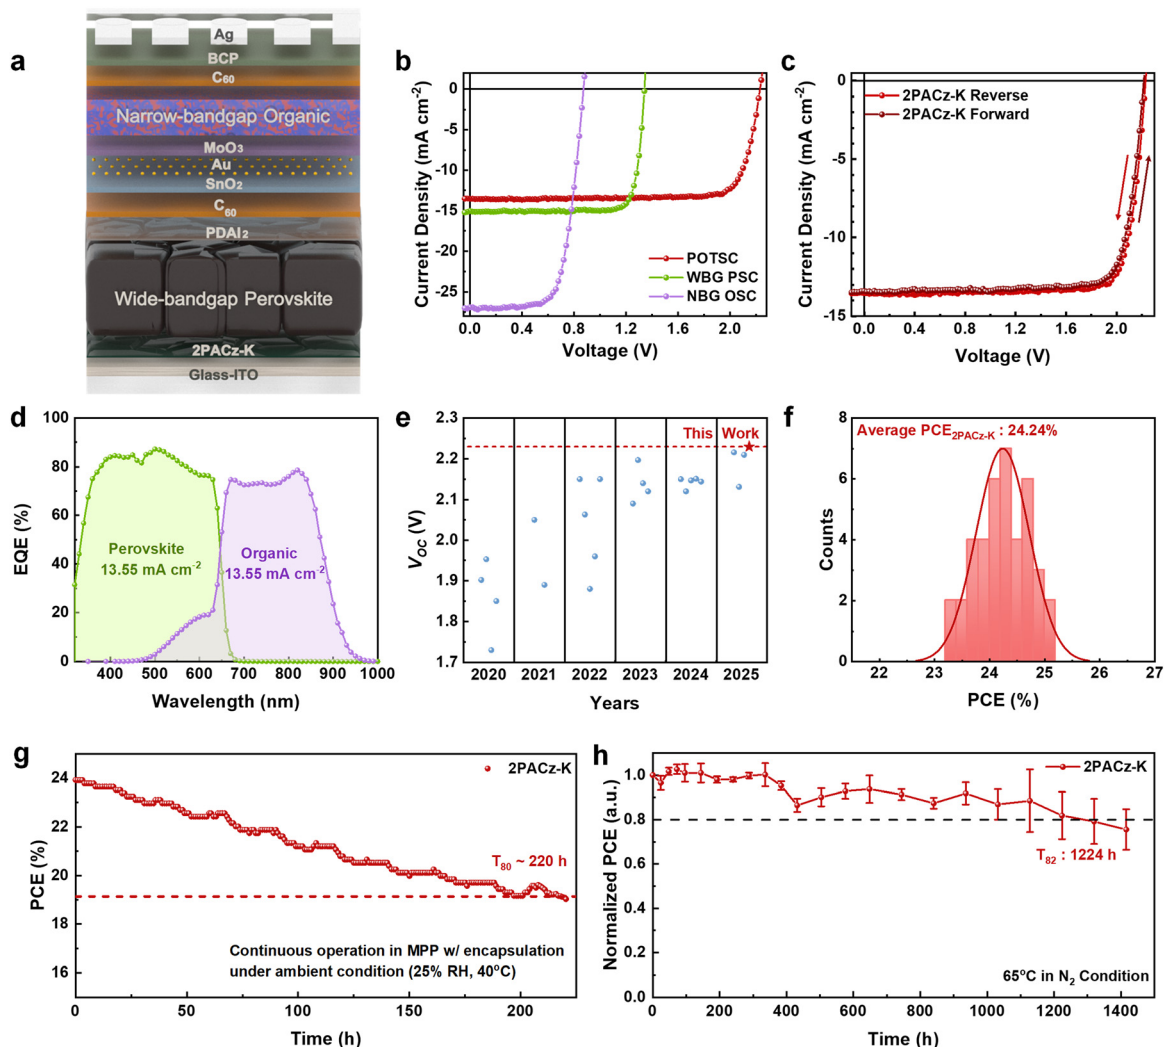 a
Ag
BCP
C60
Narrow-bandgap Organic
MoO3
Au
SnO2
C60
PDAI2
Wide-bandgap Perovskite
2PACz-K
Glass-ITO
b
Current Density (mA cm-2)
0
-5
-10
-15
-20
-25
POTSC
WBG PSC
NBG OSC
0.0 0.4 0.8 1.2 1.6 2.0
Voltage (V)
c
Current Density (mA cm-2)
0
-5
-10
-15
2PACz-K Reverse
2PACz-K Forward
0.0 0.4 0.8 1.2 1.6 2.0
Voltage (V)
d
EQE (%)
100
80
60
40
20
0
Perovskite
13.55 mA cm-2
Organic
13.55 mA cm-2
400 500 600 700 800 900 1000
Wavelength (nm)
e
VOC (V)
2.3
2.2
2.1
2.0
1.9
1.8
1.7
This Work
2020 2021 2022 2023 2024 2025
Years
f
Counts
8
6
4
2
0
Average PCE2PACz-K : 24.24%
22 23 24 25 26 27
PCE (%)
g
PCE (%)
24
22
20
18
16
2PACz-K
T80 ~ 220 h
Continuous operation in MPP w/ encapsulation
under ambient condition (25% RH, 40oC)
0 50 100 150 200
Time (h)
h
Normalized PCE (a.u.)
1.0
0.8
0.6
0.4
0.2
0.0
2PACz-K
T82 : 1224 h
65oC in N2 Condition
0 200 400 600 800 1000 1200 1400
Time (h)